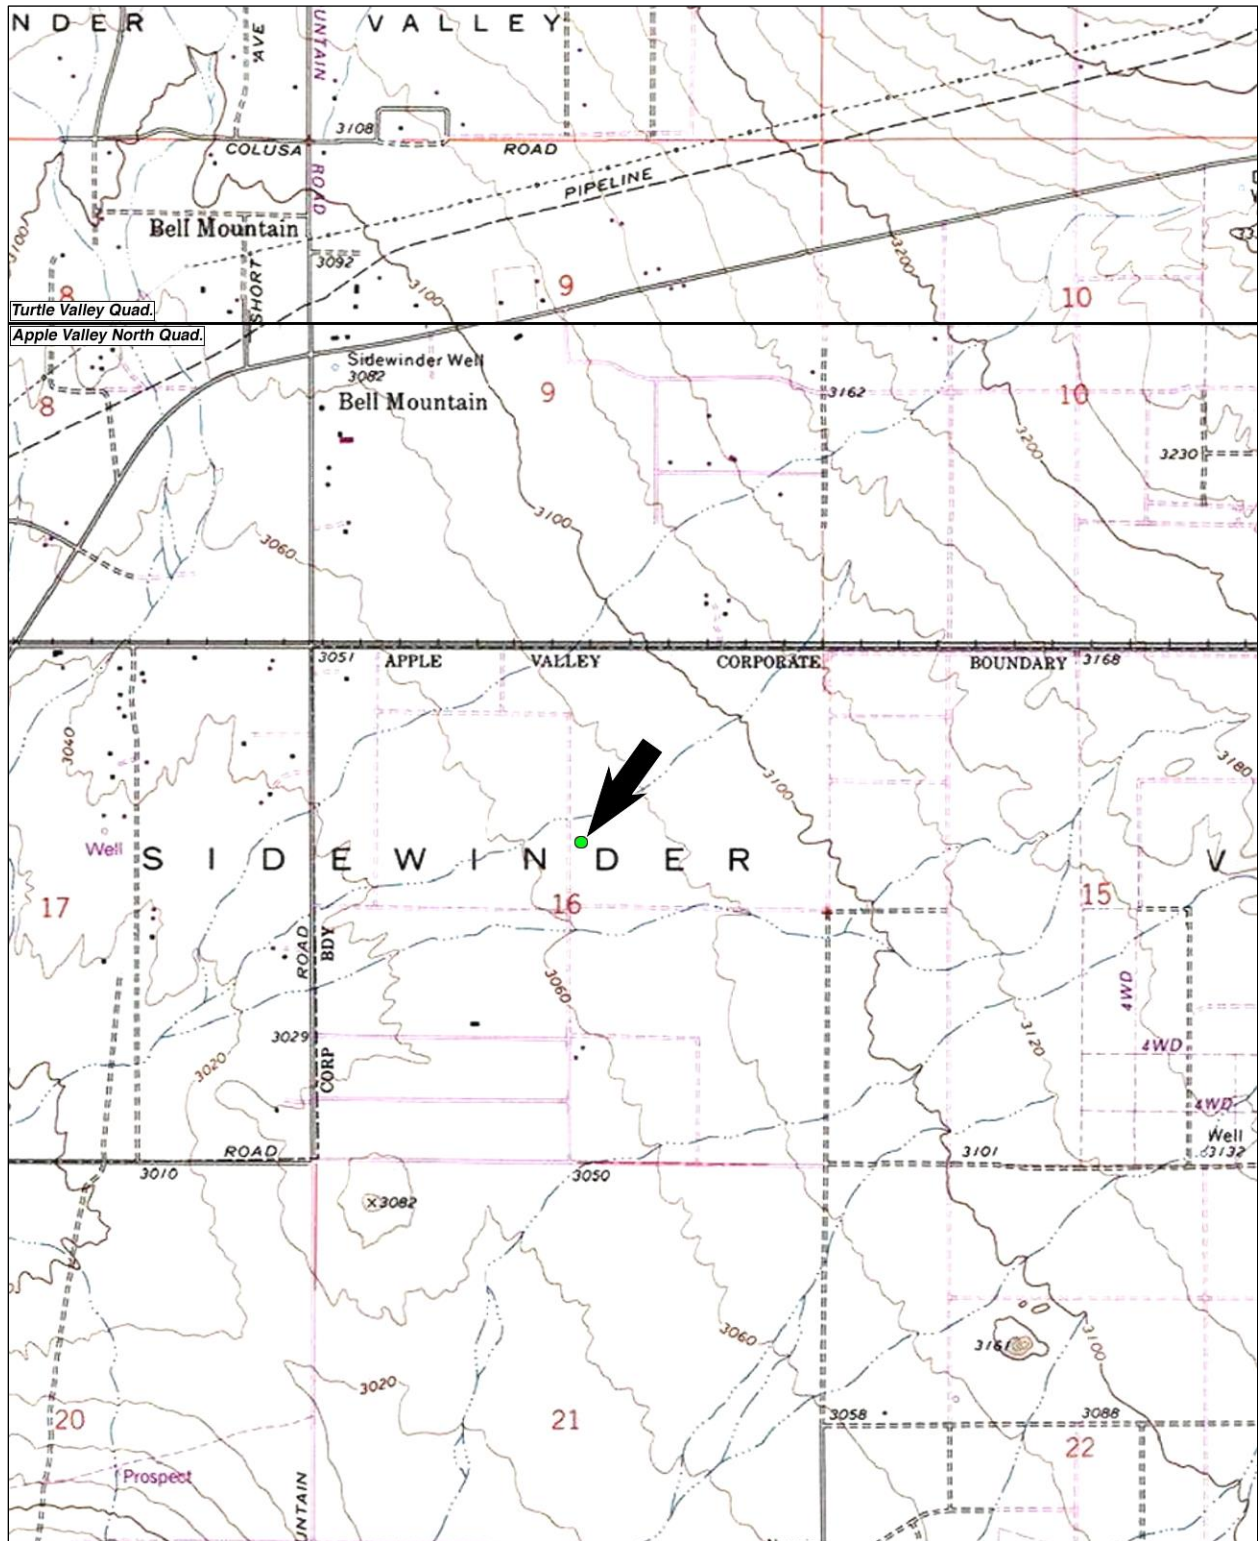 NDER VALLEY
AVE
UNTAIN
3108
COLUSA ROAD
ROAD
PIPELINE
Bell Mountain
3100
3092
SHORT
3100
3200
8
9
10
Turtle Valley Quad.
Apple Valley North Quad.
Sidewinder Well
3082
Bell Mountain
8
9
10
3162
3200
3230
3100
3060
3051 APPLE VALLEY CORPORATE BOUNDARY 3168
3040
3100
3180
Well
SIDEWINDER V
17
16
15
ROAD
BDY
3060
4WD
3029
3120
4WD
3020
CORP
4WD
Well
3132
ROAD
3101
3010
3050
×3082
3060
3161
3100
3020
3058
3088
20
21
22
Prospect
UNTAIN